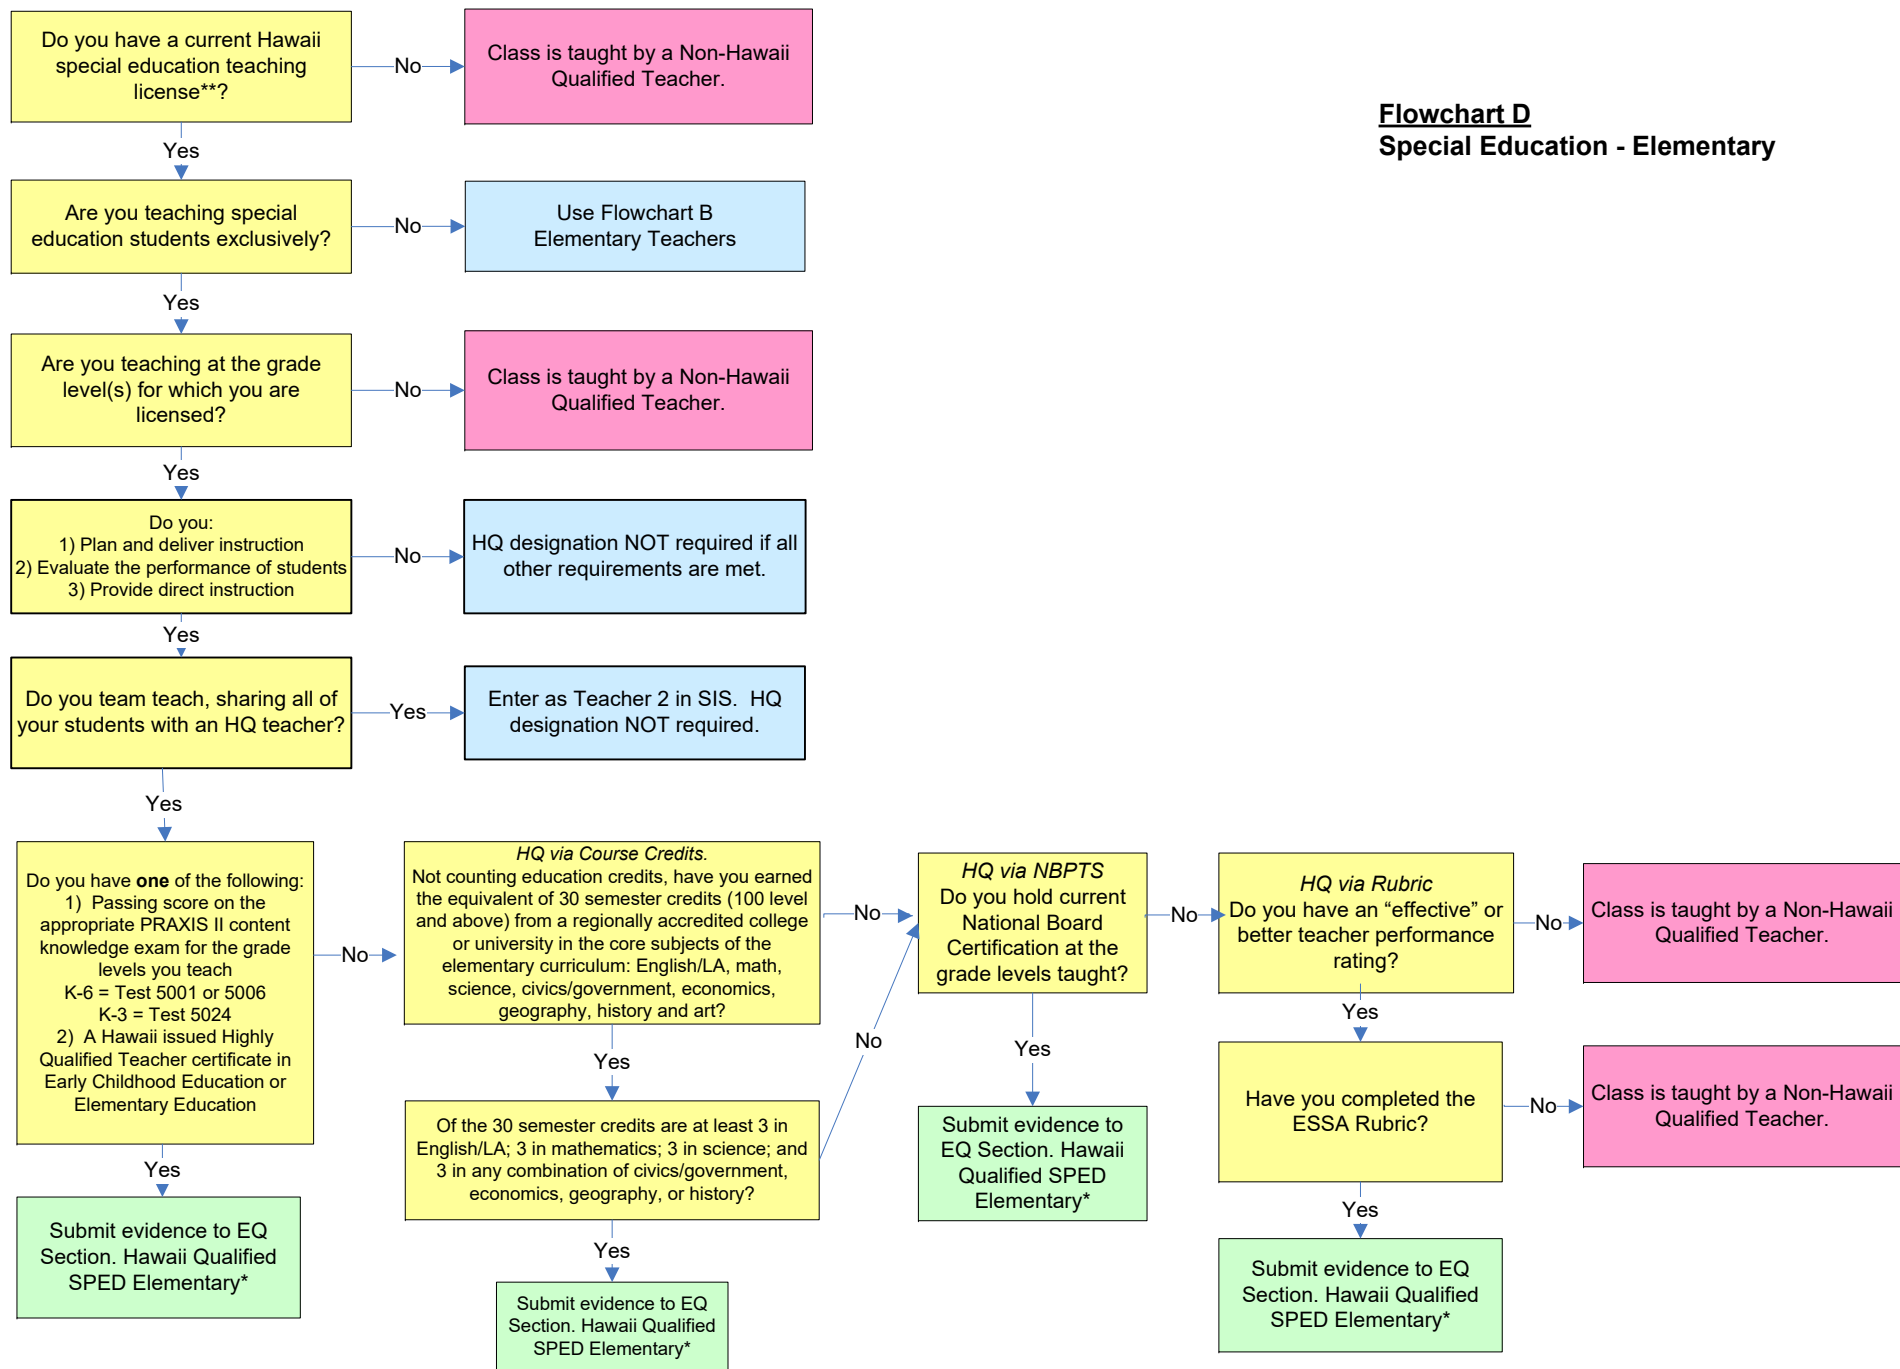 Flowchart D
Special Education - Elementary
Do you have a current Hawaii
special education teaching
license**?
No
Class is taught by a Non-Hawaii
Qualified Teacher.
Yes
Are you teaching special
education students exclusively?
No
Use Flowchart B
Elementary Teachers
Yes
Are you teaching at the grade
level(s) for which you are
licensed?
No
Class is taught by a Non-Hawaii
Qualified Teacher.
Yes
Do you:
1) Plan and deliver instruction
2) Evaluate the performance of students
3) Provide direct instruction
No
HQ designation NOT required if all
other requirements are met.
Yes
Do you team teach, sharing all of
your students with an HQ teacher?
Yes
Enter as Teacher 2 in SIS.  HQ
designation NOT required.
Yes
Do you have one of the following:
1)  Passing score on the
appropriate PRAXIS II content
knowledge exam for the grade
levels you teach
K-6 = Test 5001 or 5006
K-3 = Test 5024
2)  A Hawaii issued Highly
Qualified Teacher certificate in
Early Childhood Education or
Elementary Education
No
Yes
Submit evidence to EQ
Section. Hawaii Qualified
SPED Elementary*
HQ via Course Credits.
Not counting education credits, have you earned
the equivalent of 30 semester credits (100 level
and above) from a regionally accredited college
or university in the core subjects of the
elementary curriculum: English/LA, math,
science, civics/government, economics,
geography, history and art?
No
Yes
Of the 30 semester credits are at least 3 in
English/LA; 3 in mathematics; 3 in science; and
3 in any combination of civics/government,
economics, geography, or history?
No
Yes
Submit evidence to EQ
Section. Hawaii Qualified
SPED Elementary*
HQ via NBPTS
Do you hold current
National Board
Certification at the
grade levels taught?
No
Yes
Submit evidence to
EQ Section. Hawaii
Qualified SPED
Elementary*
HQ via Rubric
Do you have an “effective” or
better teacher performance
rating?
No
Class is taught by a Non-Hawaii
Qualified Teacher.
Yes
Have you completed the
ESSA Rubric?
No
Class is taught by a Non-Hawaii
Qualified Teacher.
Yes
Submit evidence to EQ
Section. Hawaii Qualified
SPED Elementary*